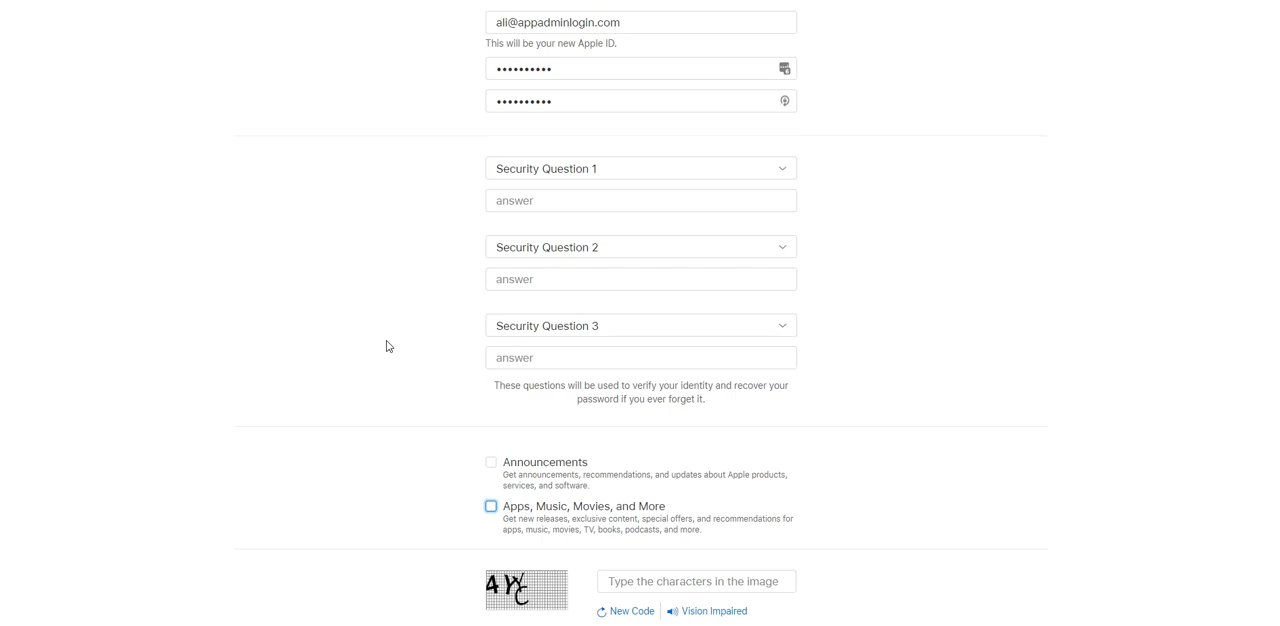 ali@appadminlogin.com
This will be your new Apple ID.
••••••••••
••••••••••
Security Question 1
answer
Security Question 2
answer
Security Question 3
answer
These questions will be used to verify your identity and recover your
password if you ever forget it.
Announcements
Get announcements, recommendations, and updates about Apple products,
services, and software.
Apps, Music, Movies, and More
Get new releases, exclusive content, special offers, and recommendations for
apps, music, movies, TV, books, podcasts, and more.
Type the characters in the image
New Code
Vision Impaired